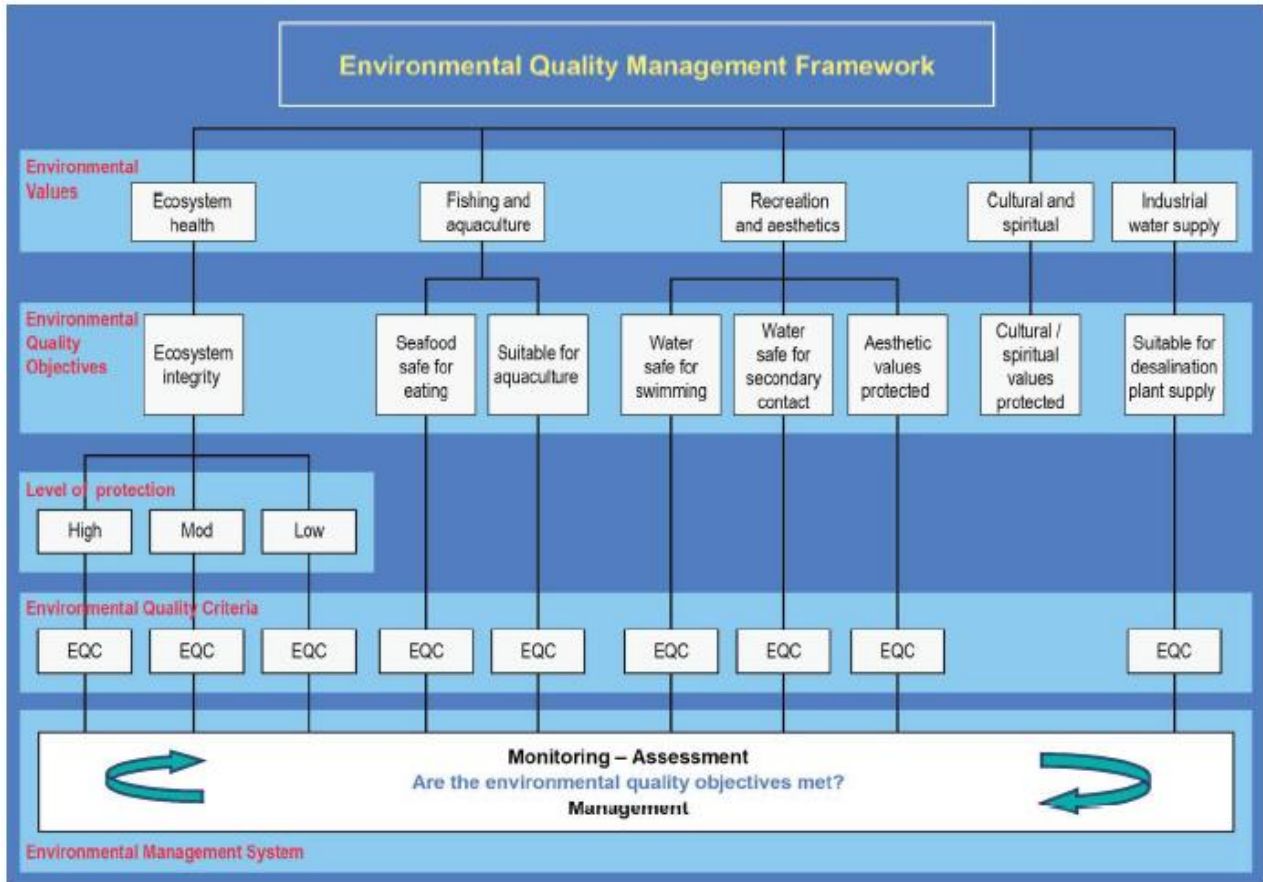 Environmental Quality Management Framework
Environmental
Values
Ecosystem
health
Fishing and
aquaculture
Recreation
and aesthetics
Cultural and
spiritual
Industrial
water supply
Environmental
Quality
Objectives
Ecosystem
integrity
Seafood
safe for
eating
Suitable for
aquaculture
Water
safe for
swimming
Water
safe for
secondary
contact
Aesthetic
values
protected
Cultural /
spiritual
values
protected
Suitable for
desalination
plant supply
Level of protection
High
Mod
Low
Environmental Quality Criteria
EQC
EQC
EQC
EQC
EQC
EQC
EQC
EQC
EQC
Monitoring – Assessment
Are the environmental quality objectives met?
Management
Environmental Management System